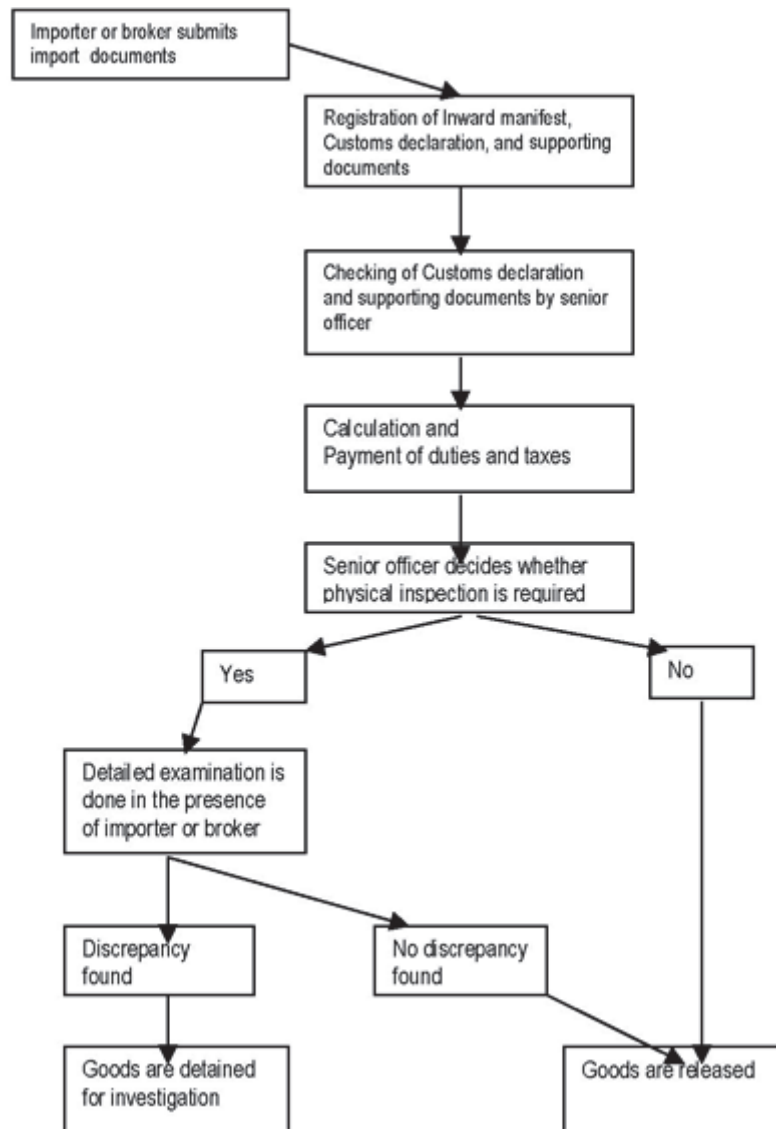 Importer or broker submits
import documents
Registration of Inward manifest,
Customs declaration, and supporting
documents
Checking of Customs declaration
and supporting documents by senior
officer
Calculation and
Payment of duties and taxes
Senior officer decides whether
physical inspection is required
Yes
No
Detailed examination is
done in the presence
of importer or broker
Discrepancy
found
No discrepancy
found
Goods are detained
for investigation
Goods are released